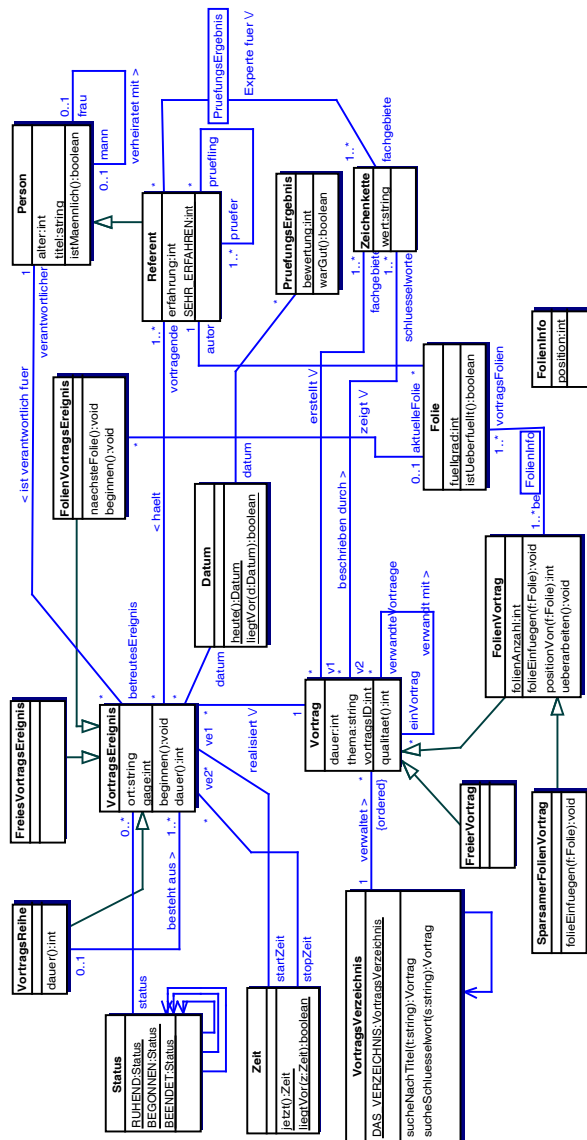 Person
alter:int
titel:string
istMaennlich():boolean
0..1
frau
mann
0..1
verheiratet mit >
1
verantwortlicher
< ist verantwortlich fuer
betreutesEreignis
*
Referent
erfahrung:int
SEHR_ERFAHREN:int
*
*
pruefling
1..*
pruefer
1..*
vortragende
< haelt
*
1
autor
PruefungsErgebnis
Experte fuer V
1..*
fachgebiete
PruefungsErgebnis
bewertung:int
warGut():boolean
*
datum
Zeichenkette
wert:string
1..*
fachgebiete
1..*
schluesselworte
FolienVortragsEreignis
naechsteFolie():void
beginnen():void
*
0..1
aktuelleFolie
Datum
heute():Datum
liegtVor(d:Datum):boolean
datum
*
erstellt V
*
v1
zeigt V
beschrieben durch >
*
v2
Folie
fuellgrad:int
istUeberfuellt():boolean
*
1..*
vortragsFolien
FolienInfo
1..*
be
FolienInfo
position:int
FreiesVortragsEreignis
VortragsEreignis
ort:string
gage:int
beginnen():void
dauer():int
0..*
1..*
*
ve1
ve2*
*
*
realisiert V
1
VortragsReihe
dauer():int
0..1
besteht aus >
status
Status
RUHEND:Status
BEGONNEN:Status
BEENDET:Status
Zeit
jetzt():Zeit
liegtVor(z:Zeit):boolean
startZeit
stopZeit
Vortrag
dauer:int
thema:string
vortragsID:int
qualitaet():int
*
verwandteVortraege
verwandt mit >
*
einVortrag
*
{ordered}
verwaltet >
1
FolienVortrag
folienAnzahl:int
folieEinfuegen(f:Folie):void
positionVon(f:Folie):int
ueberarbeiten():void
FreierVortrag
SparsamerFolienVortrag
folieEinfuegen(f:Folie):void
VortragsVerzeichnis
DAS_VERZEICHNIS:VortragsVerzeichnis
sucheNachTitel(t:string):Vortrag
sucheSchluesselwort(s:string):Vortrag